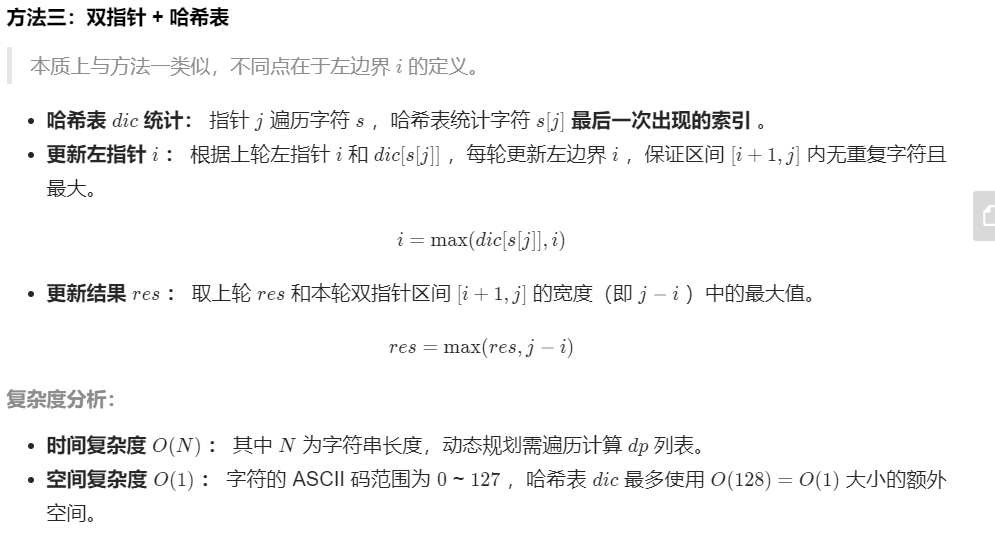 方法三：双指针 + 哈希表
本质上与方法一类似，不同点在于左边界 i 的定义。
• 哈希表 dic 统计： 指针 j 遍历字符 s ，哈希表统计字符 s[j] 最后一次出现的索引 。
• 更新左指针 i ： 根据上轮左指针 i 和 dic[s[j]] ，每轮更新左边界 i ，保证区间 [i + 1, j] 内无重复字符且
最大。
i = max(dic[s[j]], i)
• 更新结果 res ： 取上轮 res 和本轮双指针区间 [i + 1, j] 的宽度（即 j − i ）中的最大值。
res = max(res, j − i)
复杂度分析：
• 时间复杂度 O(N) ： 其中 N 为字符串长度，动态规划需遍历计算 dp 列表。
• 空间复杂度 O(1) ： 字符的 ASCII 码范围为 0 ~ 127 ，哈希表 dic 最多使用 O(128) = O(1) 大小的额外
空间。